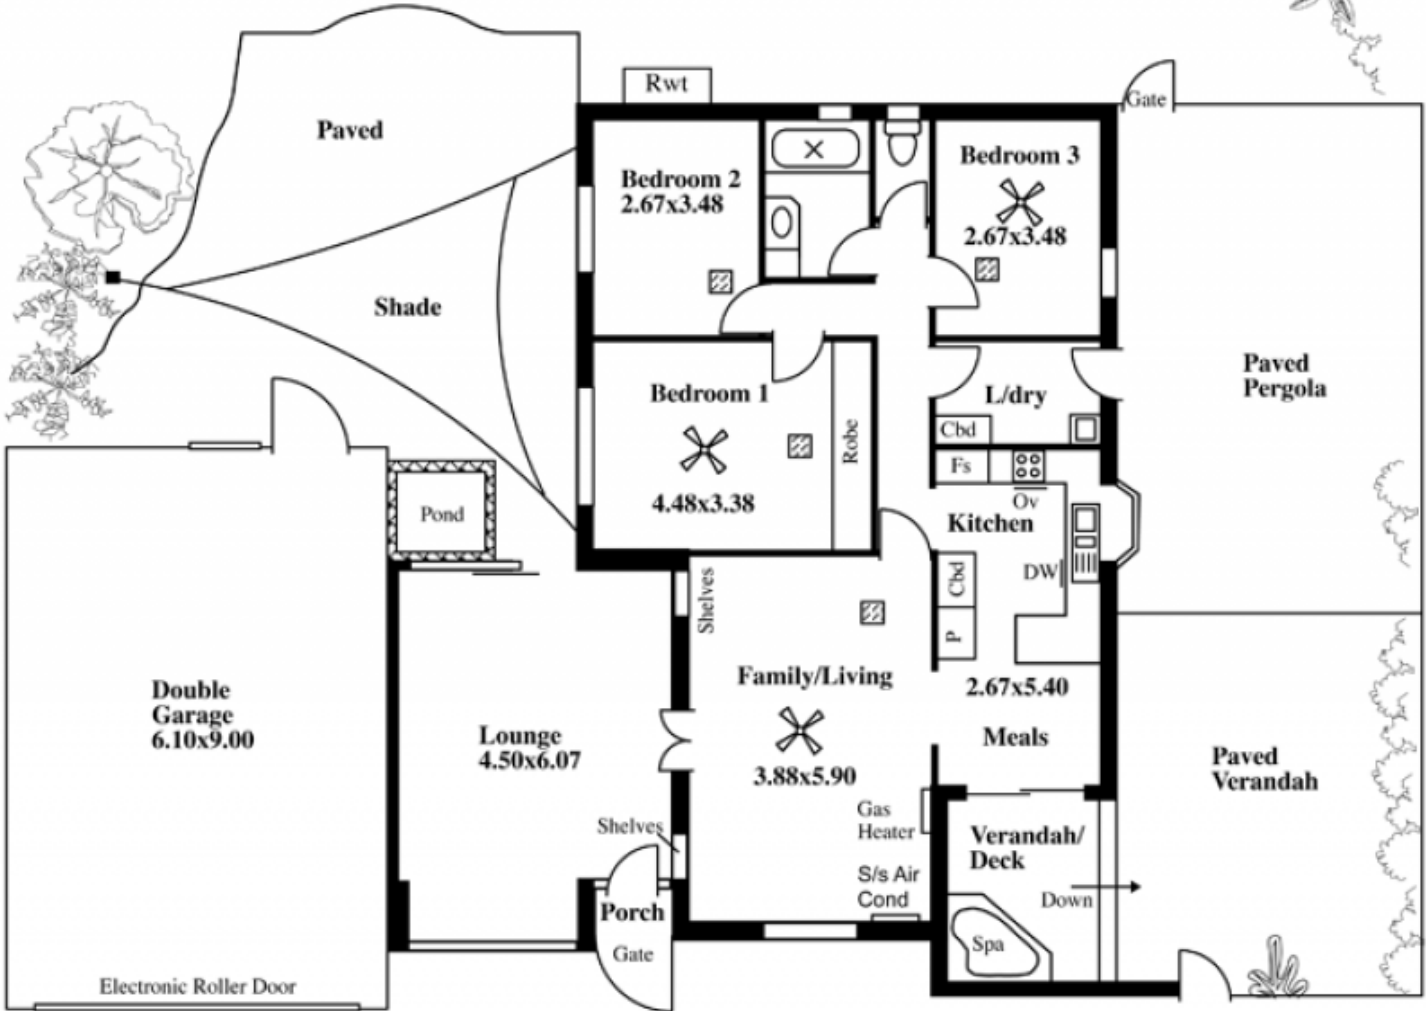 Rwt
Gate
Paved
Bedroom 2
2.67x3.48
Bedroom 3
2.67x3.48
Shade
Paved
Pergola
Bedroom 1
4.48x3.38
Robe
L/dry
Cbd
Fs
Ov
Kitchen
Pond
DW
Cbd
P
Shelves
Family/Living
3.88x5.90
2.67x5.40
Meals
Double
Garage
6.10x9.00
Lounge
4.50x6.07
Paved
Verandah
Gas
Heater
Shelves
Verandah/
Deck
S/s Air
Cond
Down
Porch
Gate
Spa
Electronic Roller Door